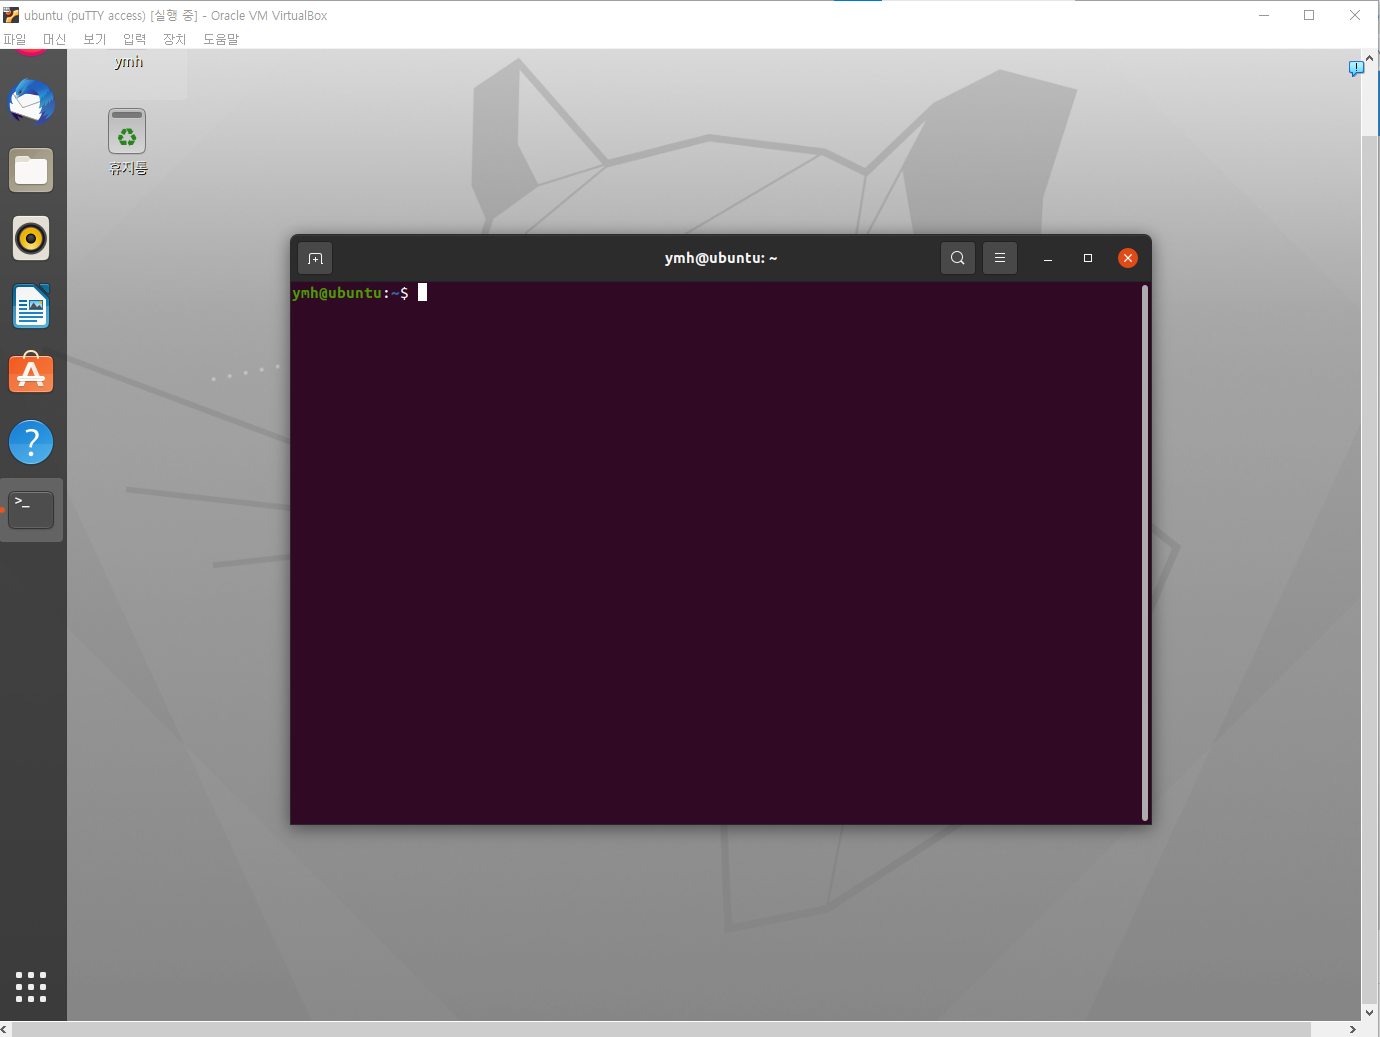 ubuntu (puTTY access) [실행 중] - Oracle VM VirtualBox
파일 머신 보기 입력 장치 도움말
ymh
휴지통
ymh@ubuntu: ~
ymh@ubuntu:~$